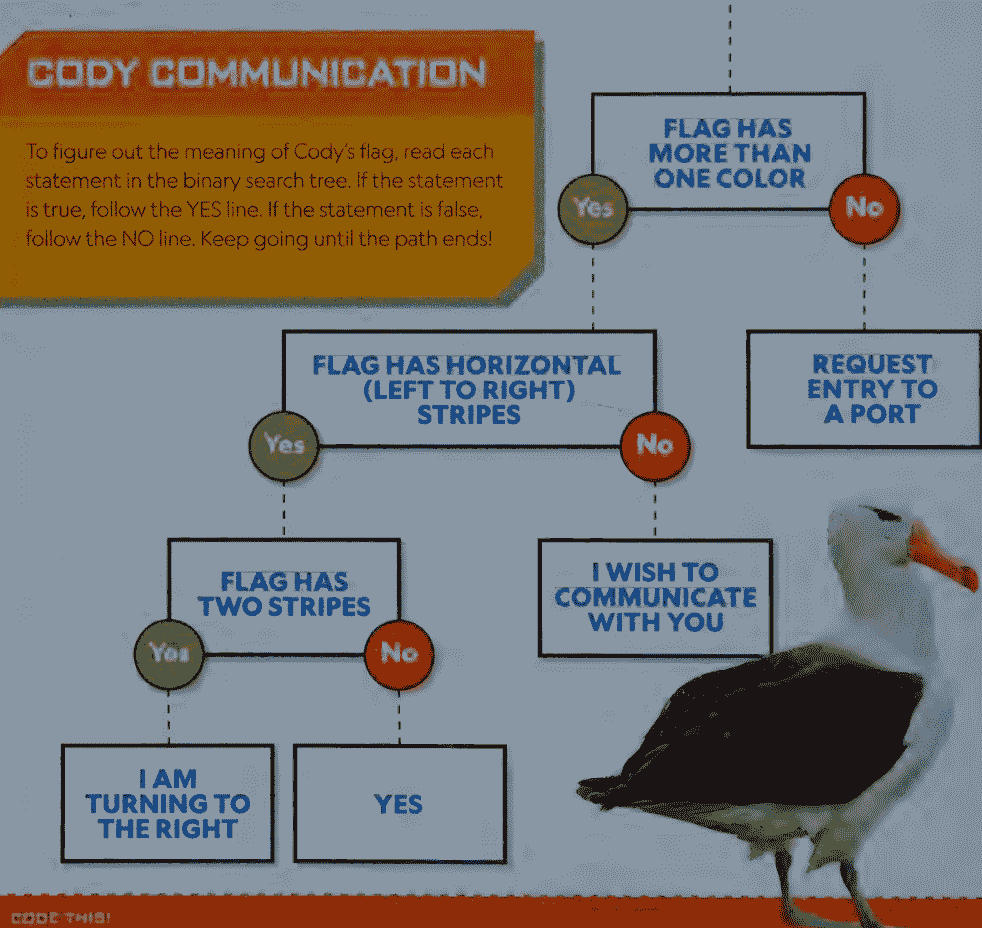 CODY COMMUNICATION
To figure out the meaning of Cody's flag, read each
statement in the binary search tree. If the statement
is true, follow the YES line. If the statement is false,
follow the NO line. Keep going until the path ends!
FLAG HAS
MORE THAN
ONE COLOR
Yes
No
FLAG HAS HORIZONTAL
(LEFT TO RIGHT)
STRIPES
Yes
No
REQUEST
ENTRY TO
A PORT
FLAG HAS
TWO STRIPES
Yes
No
I WISH TO
COMMUNICATE
WITH YOU
I AM
TURNING TO
THE RIGHT
YES
CODE THIS!